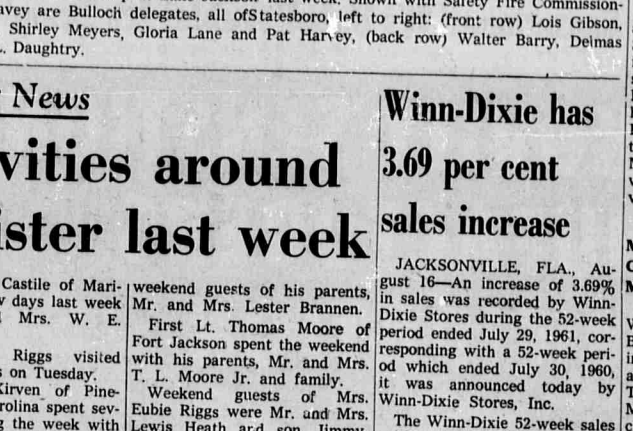 avey are Bulloch delegates, all ofStatesboro, left to right: (front row) Lois Gibson,
Shirley Meyers, Gloria Lane and Pat Harvey, (back row) Walter Barry, Delmas
L. Daughtry.
News
vities around
ister last week
Castile of Mari-
days last week
Mrs. W. E.
Riggs visited
on Tuesday.
Kirven of Pine-
rolina spent sev-
g the week with
weekend guests of his parents,
Mr. and Mrs. Lester Brannen.
First Lt. Thomas Moore of
Fort Jackson spent the weekend
with his parents, Mr. and Mrs.
T. L. Moore Jr. and family.
Weekend guests of Mrs.
Eubie Riggs were Mr. and Mrs.
Lewis Heath and son, Jimmy
Winn-Dixie has
3.69 per cent
sales increase
JACKSONVILLE, FLA., Au-
gust 16—An increase of 3.69%
in sales was recorded by Winn-
Dixie Stores during the 52-week
period ended July 29, 1961, cor-
responding with a 52-week peri-
od which ended July 30, 1960,
it was announced today by
Winn-Dixie Stores, Inc.
The Winn-Dixie 52-week sales